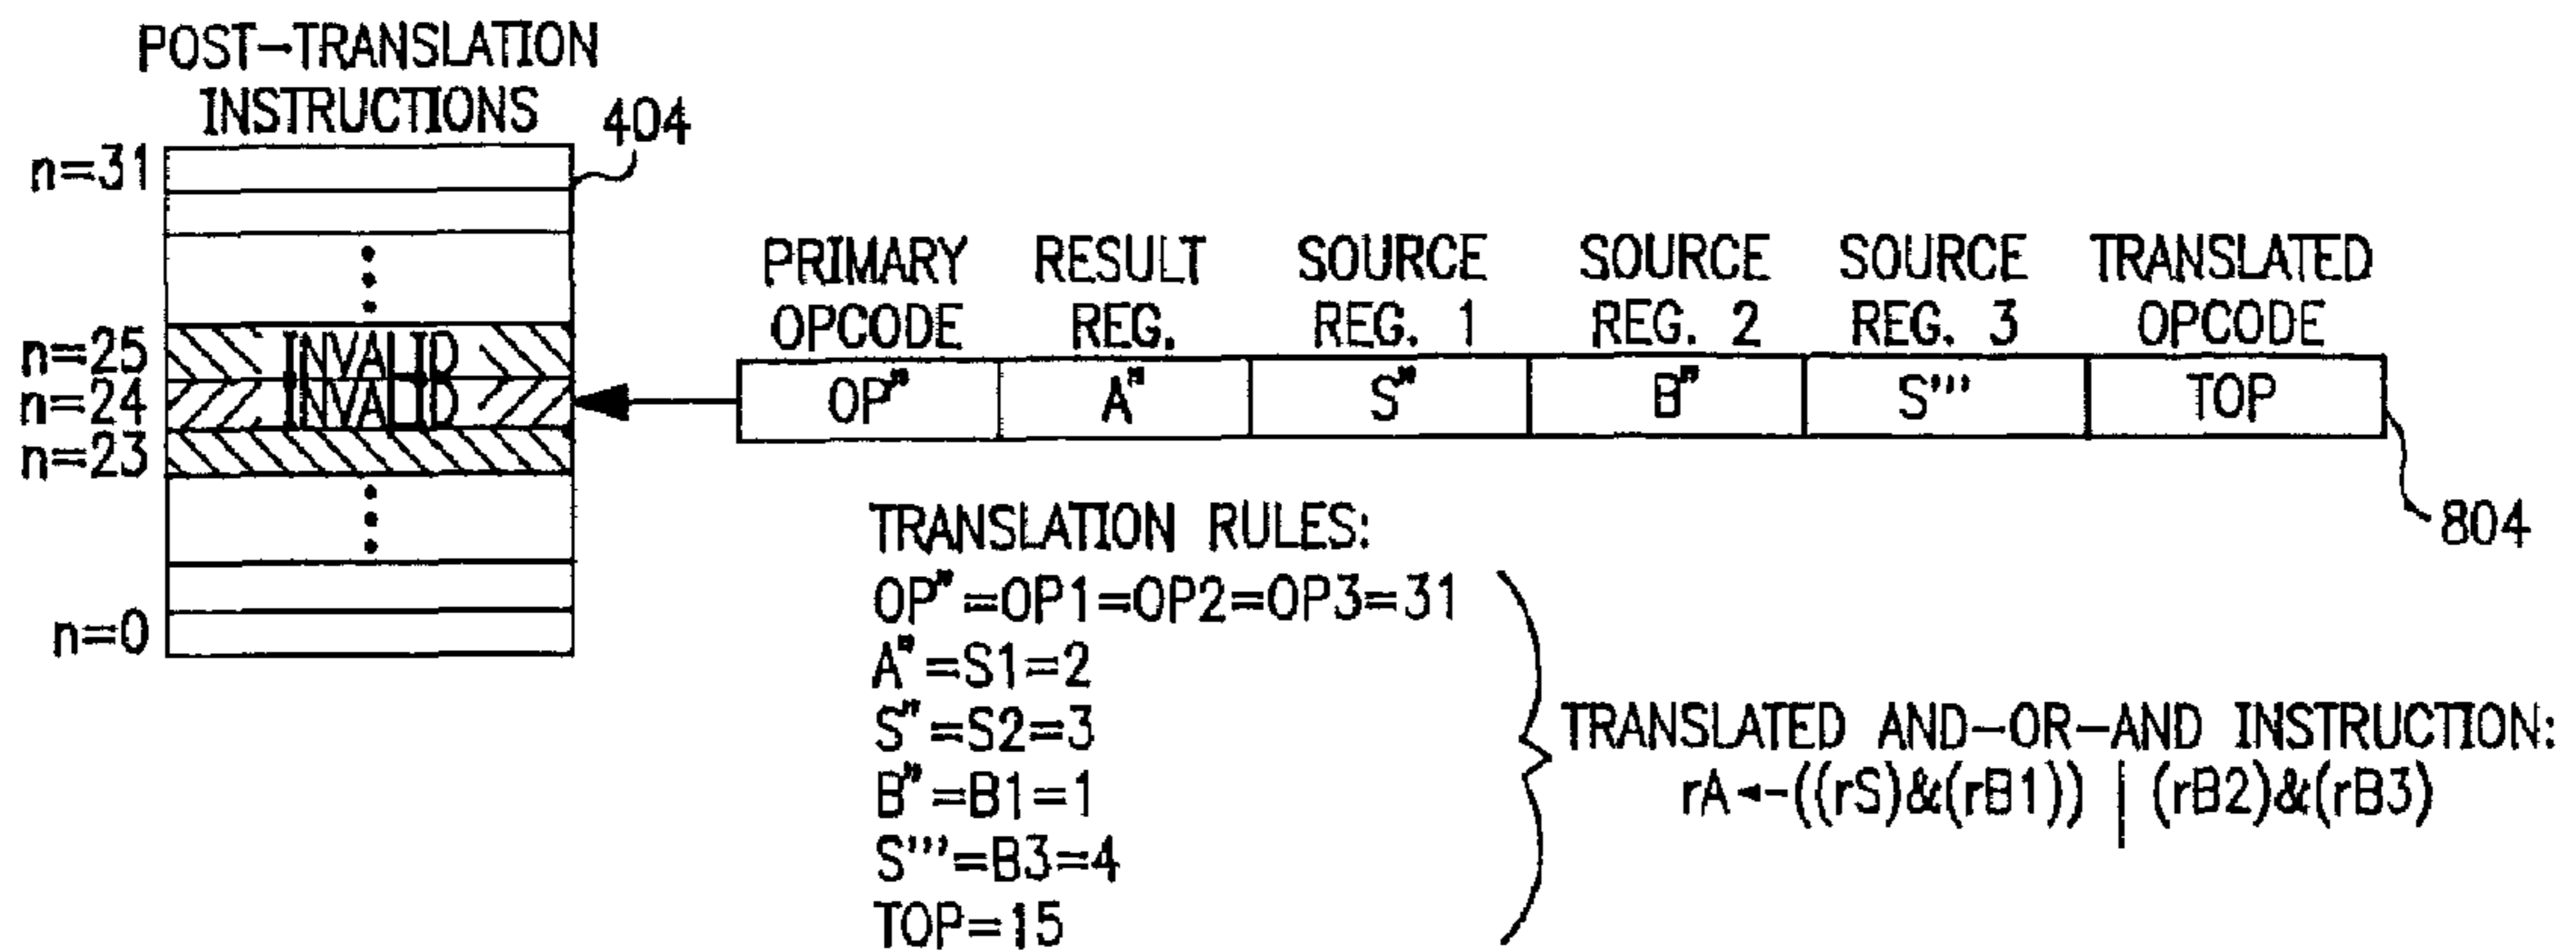 POST-TRANSLATION
INSTRUCTIONS
404
n=31
n=25
INVALID
n=24
INVALID
n=23
n=0
PRIMARY OPCODE
RESULT REG.
SOURCE REG. 1
SOURCE REG. 2
SOURCE REG. 3
TRANSLATED OPCODE
OP" A" S" B" S''' TOP
804
TRANSLATION RULES:
OP"=OP1=OP2=OP3=31
A"=S1=2
S"=S2=3
B"=B1=1
S'''=B3=4
TOP=15
TRANSLATED AND-OR-AND INSTRUCTION:
rA◄-((rS)&(rB1)) | (rB2)&(rB3)